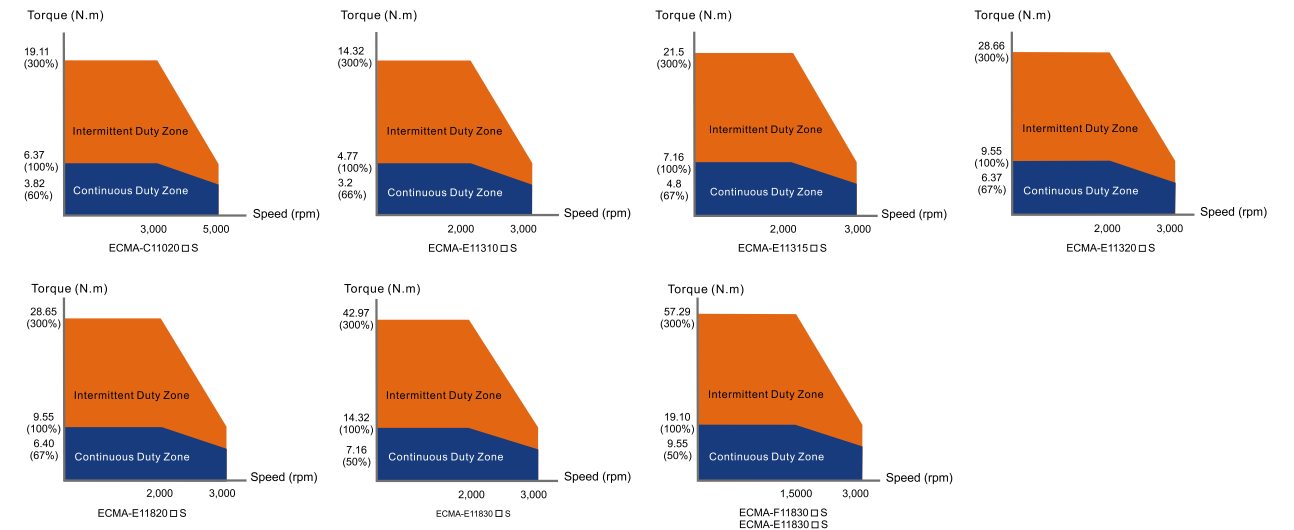 Torque (N.m)
19.11
(300%)
Intermittent Duty Zone
6.37
(100%)
3.82
(60%)
Continuous Duty Zone
Speed (rpm)
3,000 5,000
ECMA-C11020□S
Torque (N.m)
14.32
(300%)
Intermittent Duty Zone
4.77
(100%)
3.2
(66%)
Continuous Duty Zone
Speed (rpm)
2,000 3,000
ECMA-E11310□S
Torque (N.m)
21.5
(300%)
Intermittent Duty Zone
7.16
(100%)
4.8
(67%)
Continuous Duty Zone
Speed (rpm)
2,000 3,000
ECMA-E11315□S
Torque (N.m)
28.66
(300%)
Intermittent Duty Zone
9.55
(100%)
6.37
(67%)
Continuous Duty Zone
Speed (rpm)
2,000 3,000
ECMA-E11320□S
Torque (N.m)
28.65
(300%)
Intermittent Duty Zone
9.55
(100%)
6.40
(67%)
Continuous Duty Zone
Speed (rpm)
2,000 3,000
ECMA-E11820□S
Torque (N.m)
42.97
(300%)
Intermittent Duty Zone
14.32
(100%)
7.16
(50%)
Continuous Duty Zone
Speed (rpm)
2,000 3,000
ECMA-E11830□S
Torque (N.m)
57.29
(300%)
Intermittent Duty Zone
19.10
(100%)
9.55
(50%)
Continuous Duty Zone
Speed (rpm)
1,5000 3,000
ECMA-F11830□S
ECMA-E11830□S